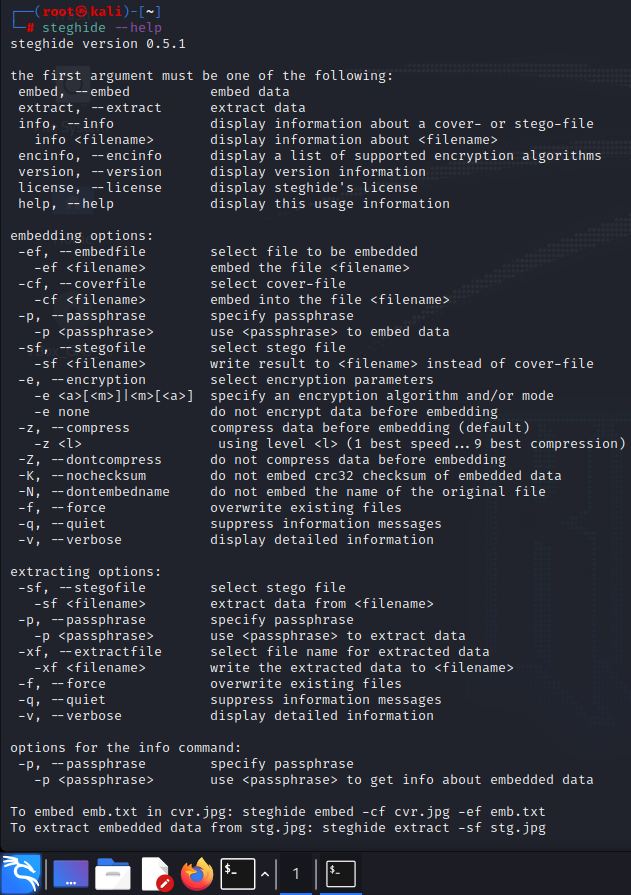 ┌──(root㉿kali)-[~]
└─# steghide --help
steghide version 0.5.1
the first argument must be one of the following:
embed, --embed embed data
extract, --extract extract data
info, --info display information about a cover- or stego-file
info <filename> display information about <filename>
encinfo, --encinfo display a list of supported encryption algorithms
version, --version display version information
license, --license display steghide's license
help, --help display this usage information
embedding options:
-ef, --embedfile select file to be embedded
-ef <filename> embed the file <filename>
-cf, --coverfile select cover-file
-cf <filename> embed into the file <filename>
-p, --passphrase specify passphrase
-p <passphrase> use <passphrase> to embed data
-sf, --stegofile select stego file
-sf <filename> write result to <filename> instead of cover-file
-e, --encryption select encryption parameters
-e <a>[<m>]|<m>[<a>] specify an encryption algorithm and/or mode
-e none do not encrypt data before embedding
-z, --compress compress data before embedding (default)
-z <l> using level <l> (1 best speed...9 best compression)
-Z, --dontcompress do not compress data before embedding
-K, --nochecksum do not embed crc32 checksum of embedded data
-N, --dontembedname do not embed the name of the original file
-f, --force overwrite existing files
-q, --quiet suppress information messages
-v, --verbose display detailed information
extracting options:
-sf, --stegofile select stego file
-sf <filename> extract data from <filename>
-p, --passphrase specify passphrase
-p <passphrase> use <passphrase> to extract data
-xf, --extractfile select file name for extracted data
-xf <filename> write the extracted data to <filename>
-f, --force overwrite existing files
-q, --quiet suppress information messages
-v, --verbose display detailed information
options for the info command:
-p, --passphrase specify passphrase
-p <passphrase> use <passphrase> to get info about embedded data
To embed emb.txt in cvr.jpg: steghide embed -cf cvr.jpg -ef emb.txt
To extract embedded data from stg.jpg: steghide extract -sf stg.jpg
1